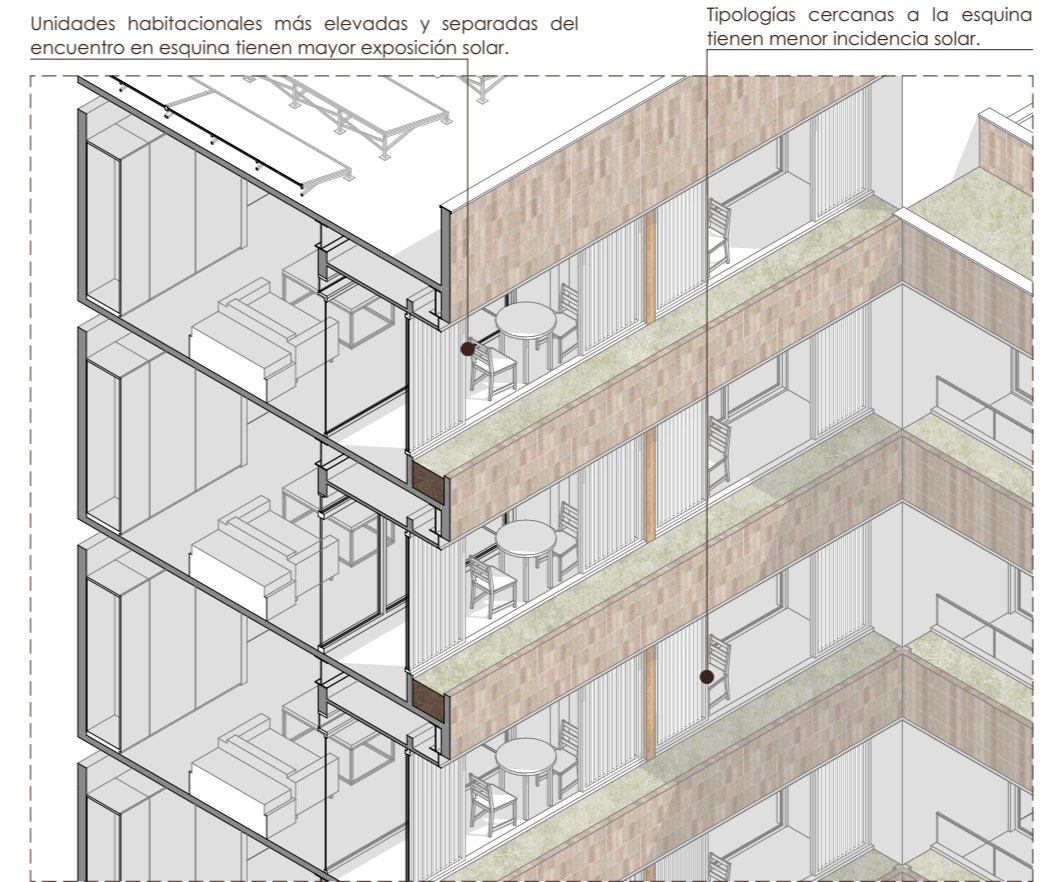 Unidades habitacionales más elevadas y separadas del
encuentro en esquina tienen mayor exposición solar.
Tipologías cercanas a la esquina
tienen menor incidencia solar.